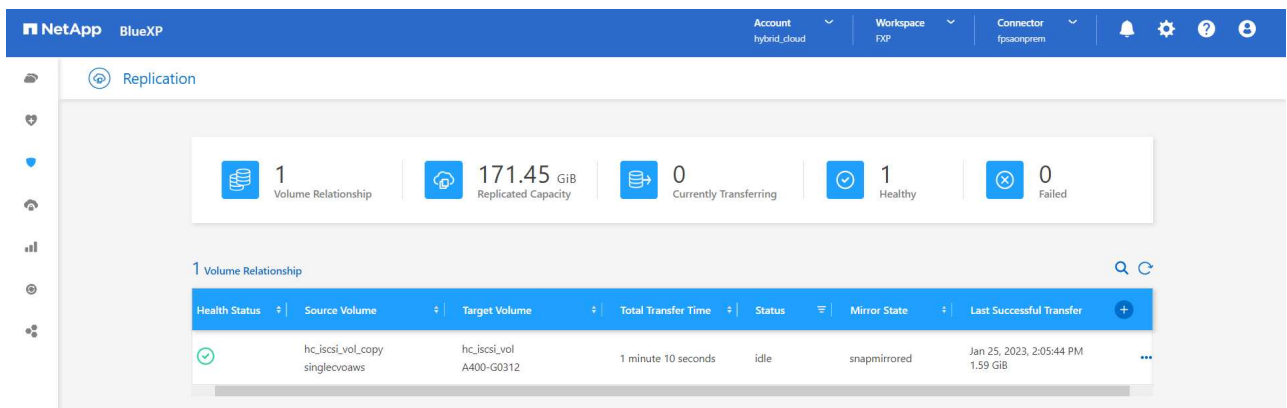 NetApp BlueXP
Account
hybrid_cloud
Workspace
FXP
Connector
fpsaonprem
Replication
1
Volume Relationship
171.45 GiB
Replicated Capacity
0
Currently Transferring
1
Healthy
0
Failed
1 Volume Relationship
Health Status Source Volume Target Volume Total Transfer Time Status Mirror State Last Successful Transfer
hc_iscsi_vol_copy
singlecvoaws
hc_iscsi_vol
A400-G0312
1 minute 10 seconds
idle
snapmirrored
Jan 25, 2023, 2:05:44 PM
1.59 GiB